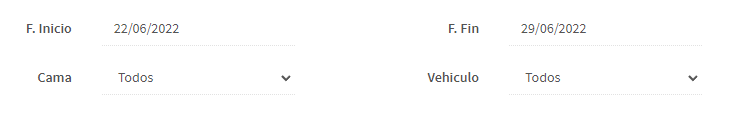 F. Inicio 22/06/2022 F. Fin 29/06/2022
Cama Todos Vehiculo Todos